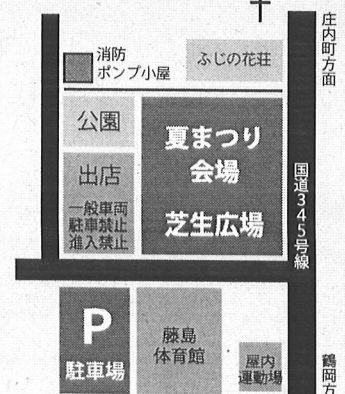 庄内町方面
消防
ポンプ小屋
ふじの花荘
公園
夏まつり
会場
芝生広場
出店
一般車両
駐車禁止
進入禁止
国道345号線
P
駐車場
藤島
体育館
屋内
運動場
鶴岡方